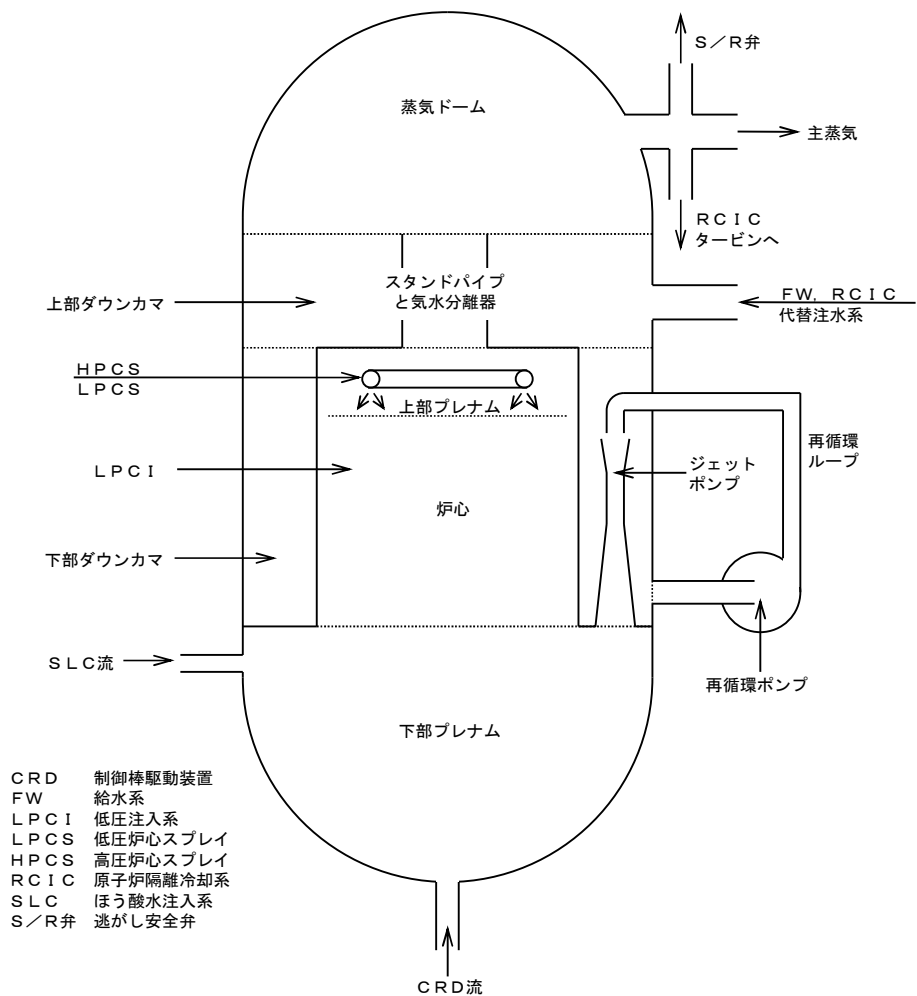 S/R弁
蒸気ドーム
主蒸気
RCIC
タービンへ
スタンドパイプ
と気水分離器
上部ダウンカマ
FW, RCIC
代替注水系
HPCS
LPCS
上部プレナム
再循環
ループ
LPCI
ジェット
ポンプ
炉心
下部ダウンカマ
SLC流
再循環ポンプ
下部プレナム
CRD 制御棒駆動装置
FW 給水系
LPCI 低圧注入系
LPCS 低圧炉心スプレイ
HPCS 高圧炉心スプレイ
RCIC 原子炉隔離冷却系
SLC ほう酸水注入系
S/R弁 逃がし安全弁
CRD流